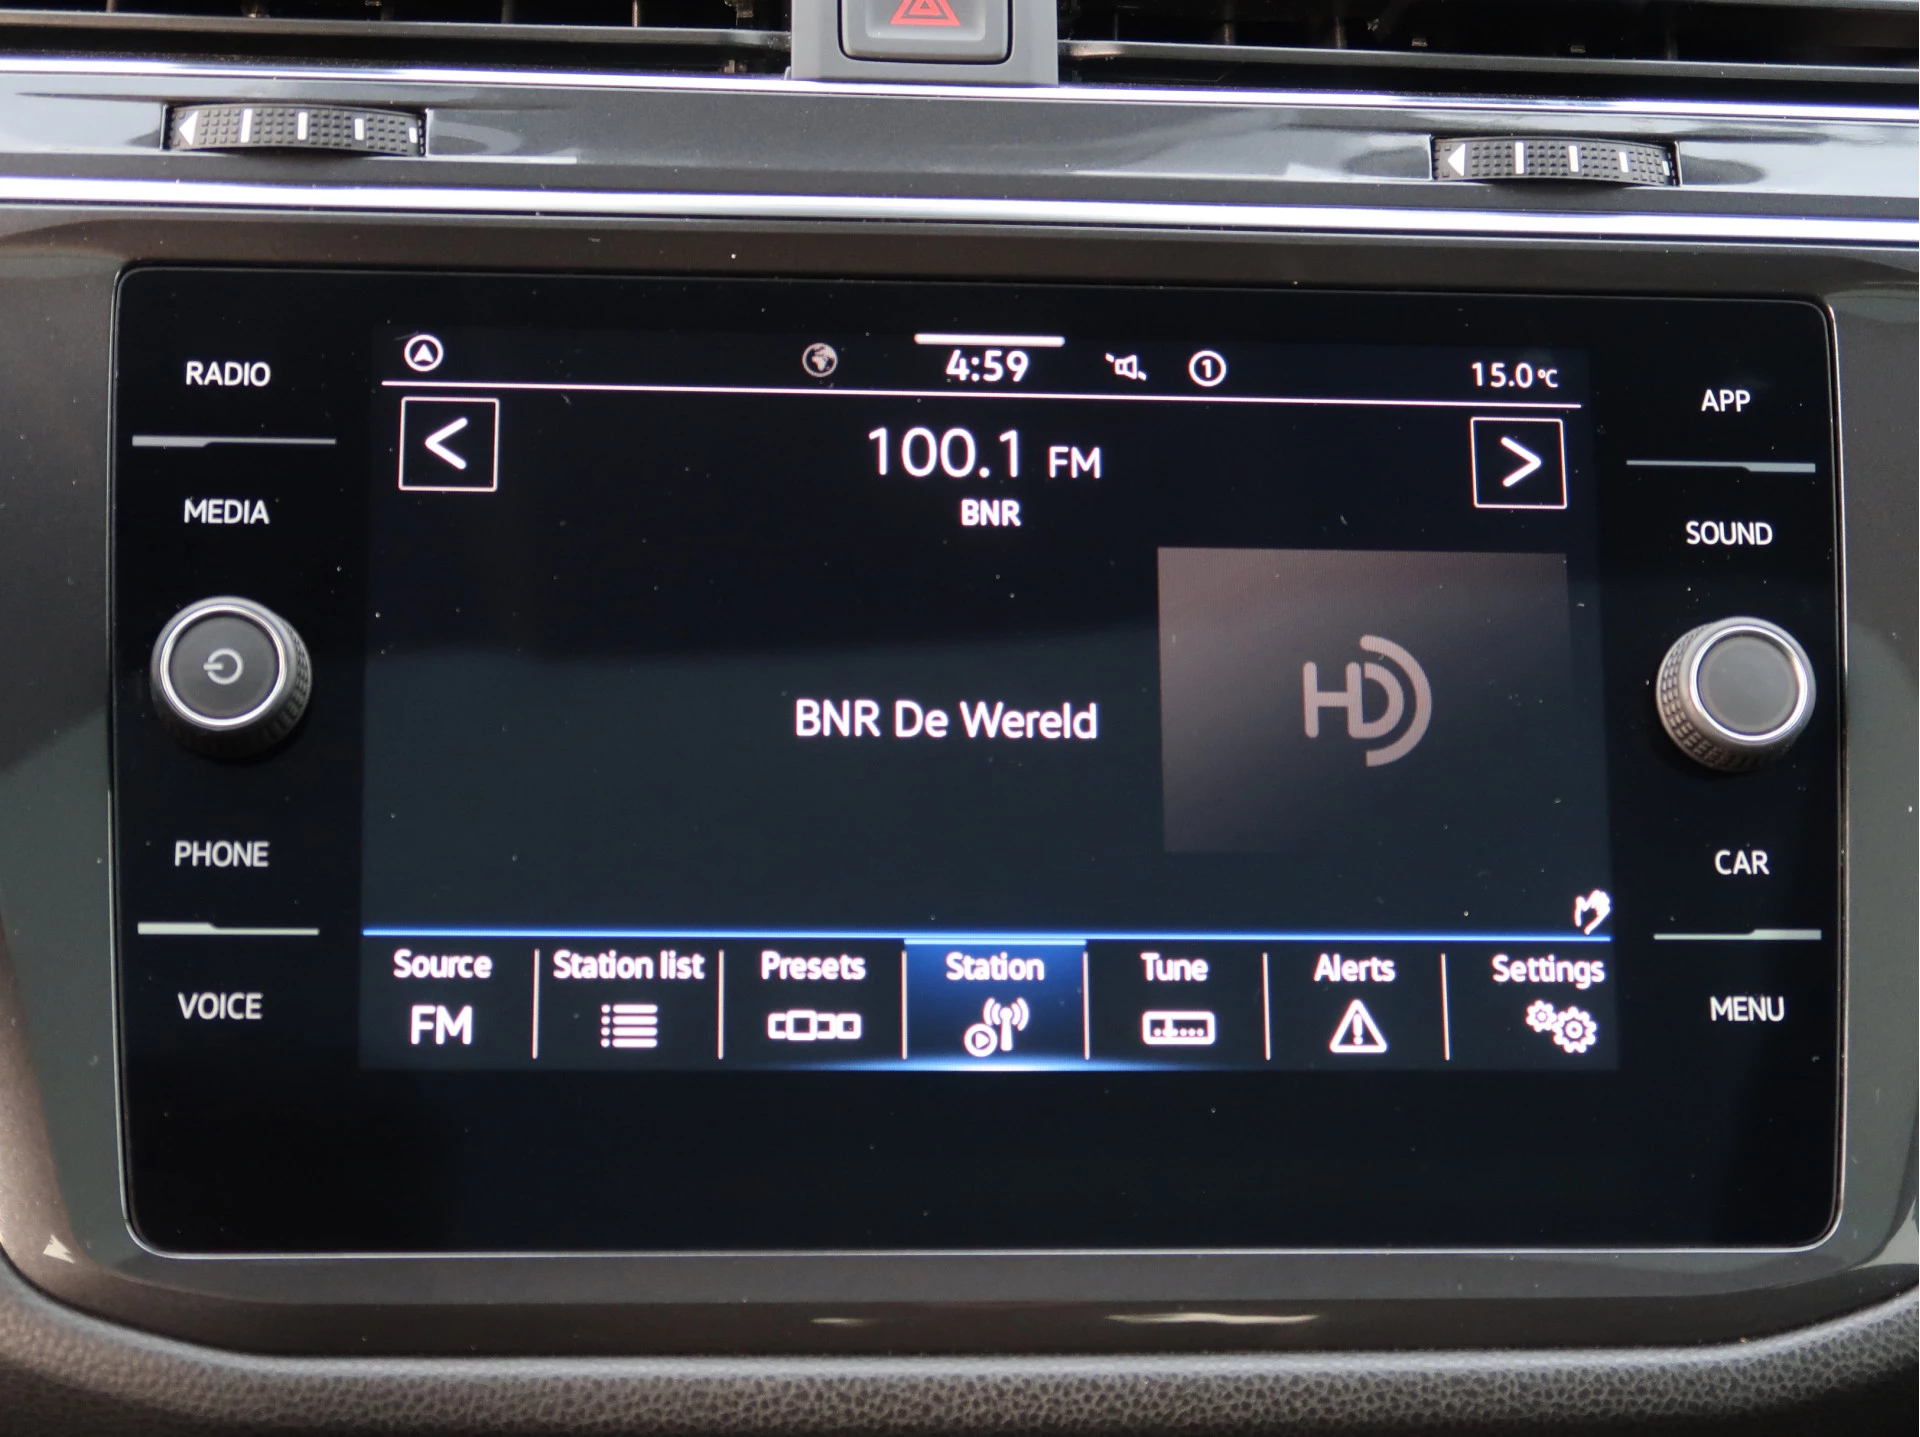 4:59
1
15.0°C
RADIO
MEDIA
PHONE
VOICE
<
100.1 FM
>
BNR
BNR De Wereld
HD
Source
FM
Station list
Presets
Station
Tune
Alerts
Settings
APP
SOUND
CAR
MENU